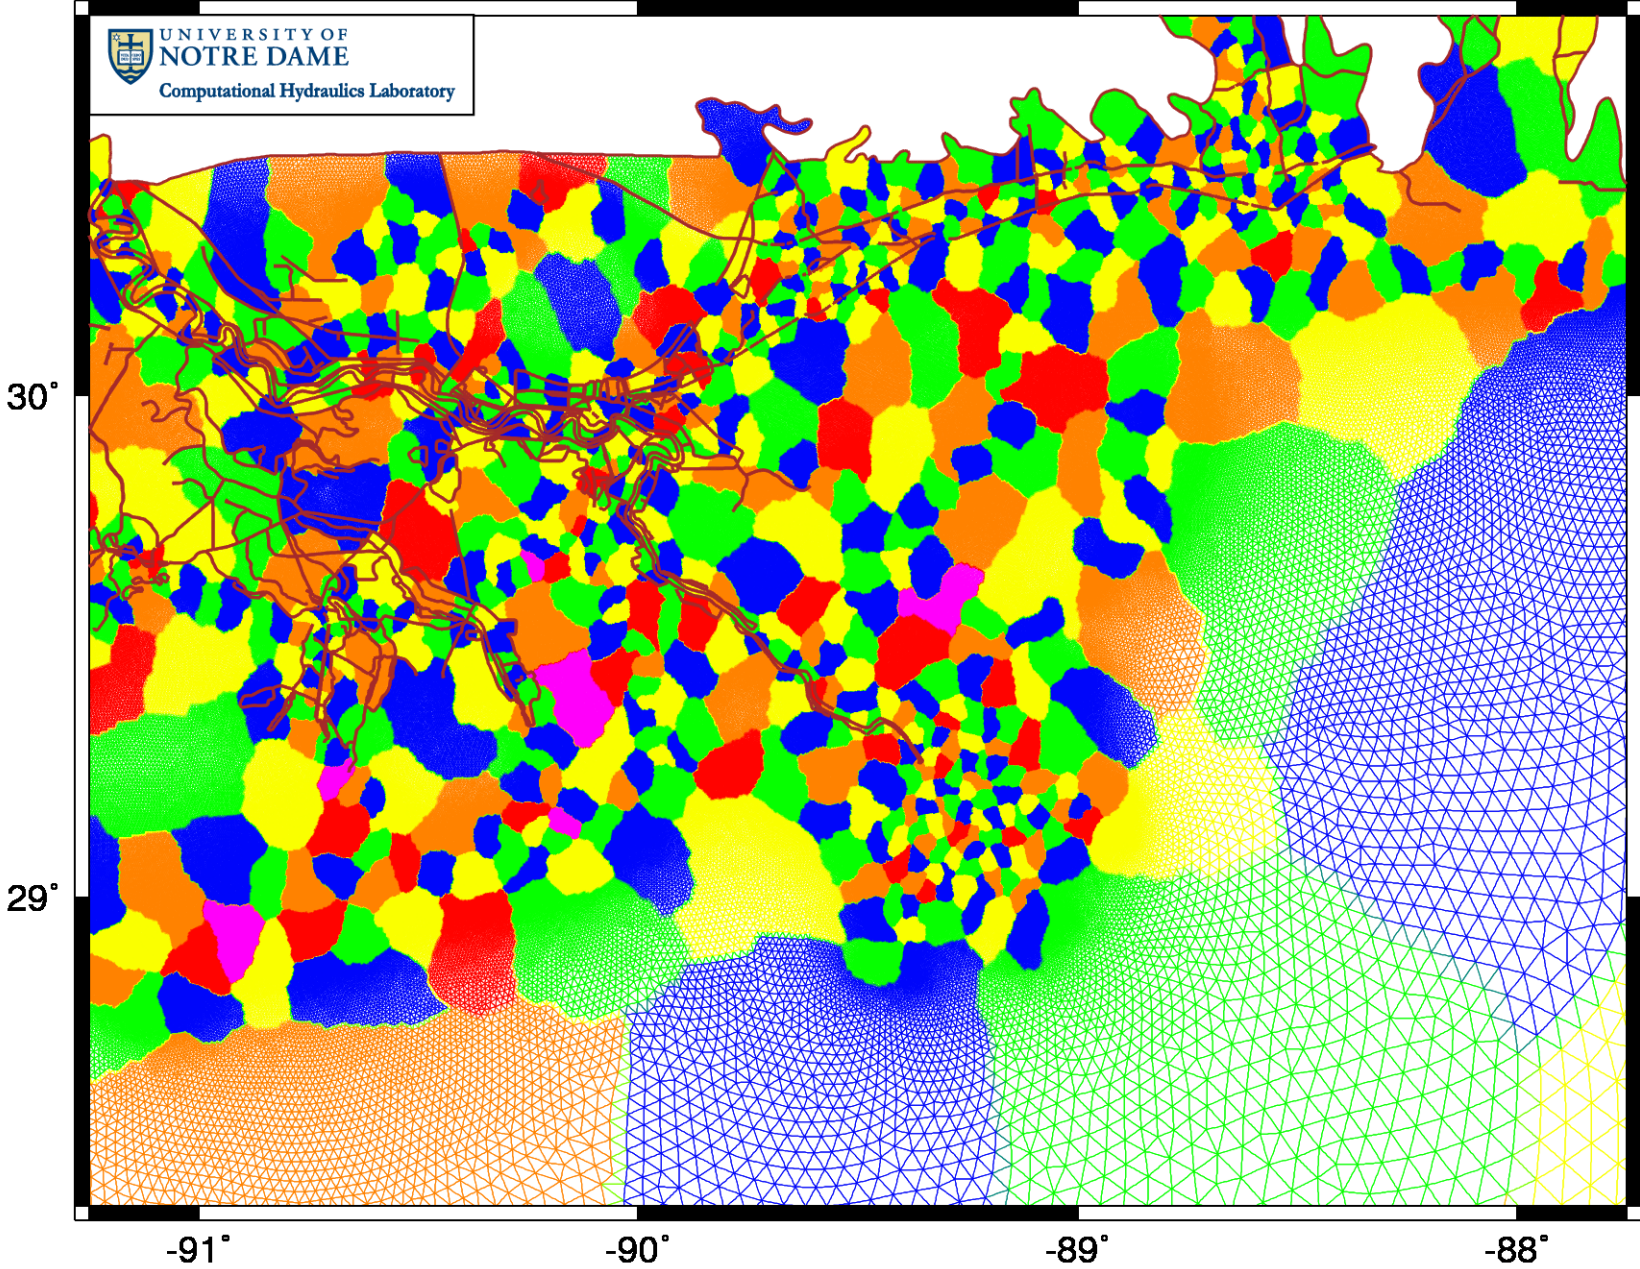 UNIVERSITY OF
NOTRE DAME
Computational Hydraulics Laboratory
30°
29°
-91°
-90°
-89°
-88°